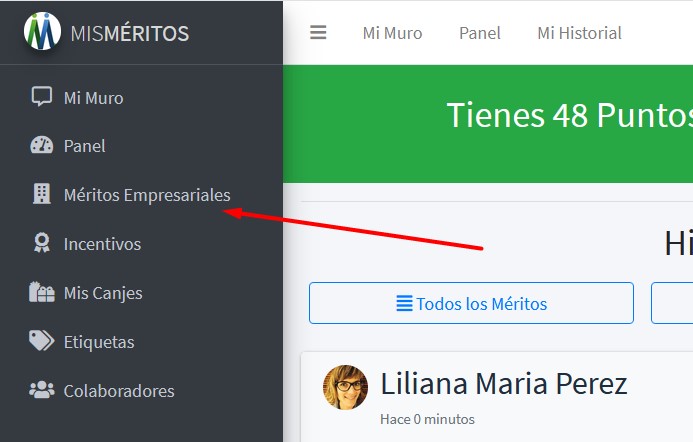 MISMÉRITOS
Mi Muro
Panel
Méritos Empresariales
Incentivos
Mis Canjes
Etiquetas
Colaboradores
Mi Muro Panel Mi Historial
Tienes 48 Puntos
Hi
Todos los Méritos
Liliana Maria Perez
Hace 0 minutos